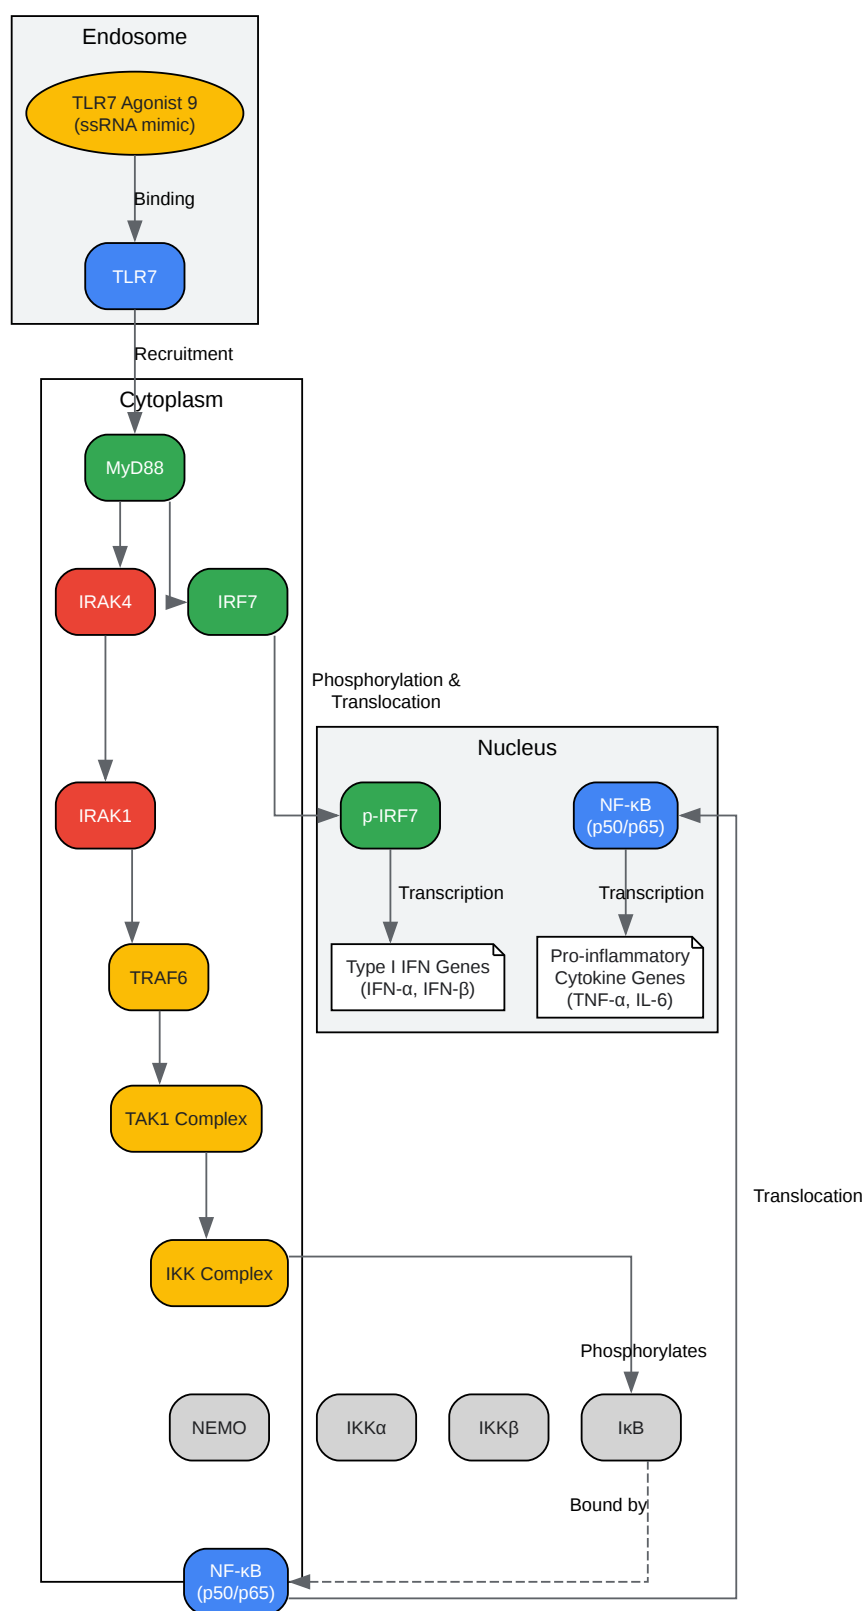 Endosome
TLR7 Agonist 9
(ssRNA mimic)
Binding
TLR7
Recruitment
Cytoplasm
MyD88
IRAK4
IRF7
Phosphorylation &
Translocation
Nucleus
IRAK1
p-IRF7
NF-κB
(p50/p65)
Transcription
Transcription
Type I IFN Genes
(IFN-α, IFN-β)
Pro-inflammatory
Cytokine Genes
(TNF-α, IL-6)
TRAF6
TAK1 Complex
Translocation
IKK Complex
Phosphorylates
NEMO
IKKα
IKKβ
IκB
Bound by
NF-κB
(p50/p65)